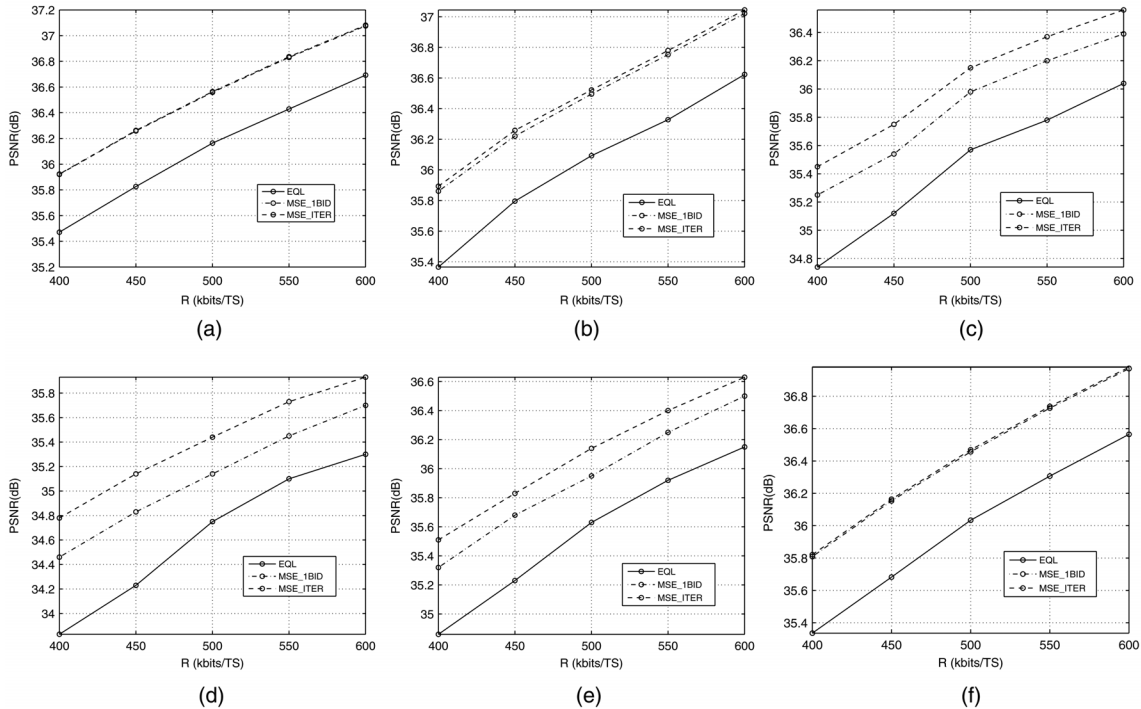 37.2
37
36.8
36.6
36.4
36.2
36
35.8
35.6
35.4
35.2
PSNR(dB)
400 450 500 550 600
R (kbits/TS)
EQL
MSE_1BID
MSE_ITER
(a)
37
36.8
36.6
36.4
36.2
36
35.8
35.6
35.4
PSNR(dB)
400 450 500 550 600
R (kbits/TS)
EQL
MSE_1BID
MSE_ITER
(b)
36.4
36.2
36
35.8
35.6
35.4
35.2
35
34.8
PSNR(dB)
400 450 500 550 600
R (kbits/TS)
EQL
MSE_1BID
MSE_ITER
(c)
35.8
35.6
35.4
35.2
35
34.8
34.6
34.4
34.2
34
PSNR(dB)
400 450 500 550 600
R (kbits/TS)
EQL
MSE_1BID
MSE_ITER
(d)
36.6
36.4
36.2
36
35.8
35.6
35.4
35.2
35
PSNR(dB)
400 450 500 550 600
R (kbits/TS)
EQL
MSE_1BID
MSE_ITER
(e)
36.8
36.6
36.4
36.2
36
35.8
35.6
35.4
PSNR(dB)
400 450 500 550 600
R (kbits/TS)
EQL
MSE_1BID
MSE_ITER
(f)